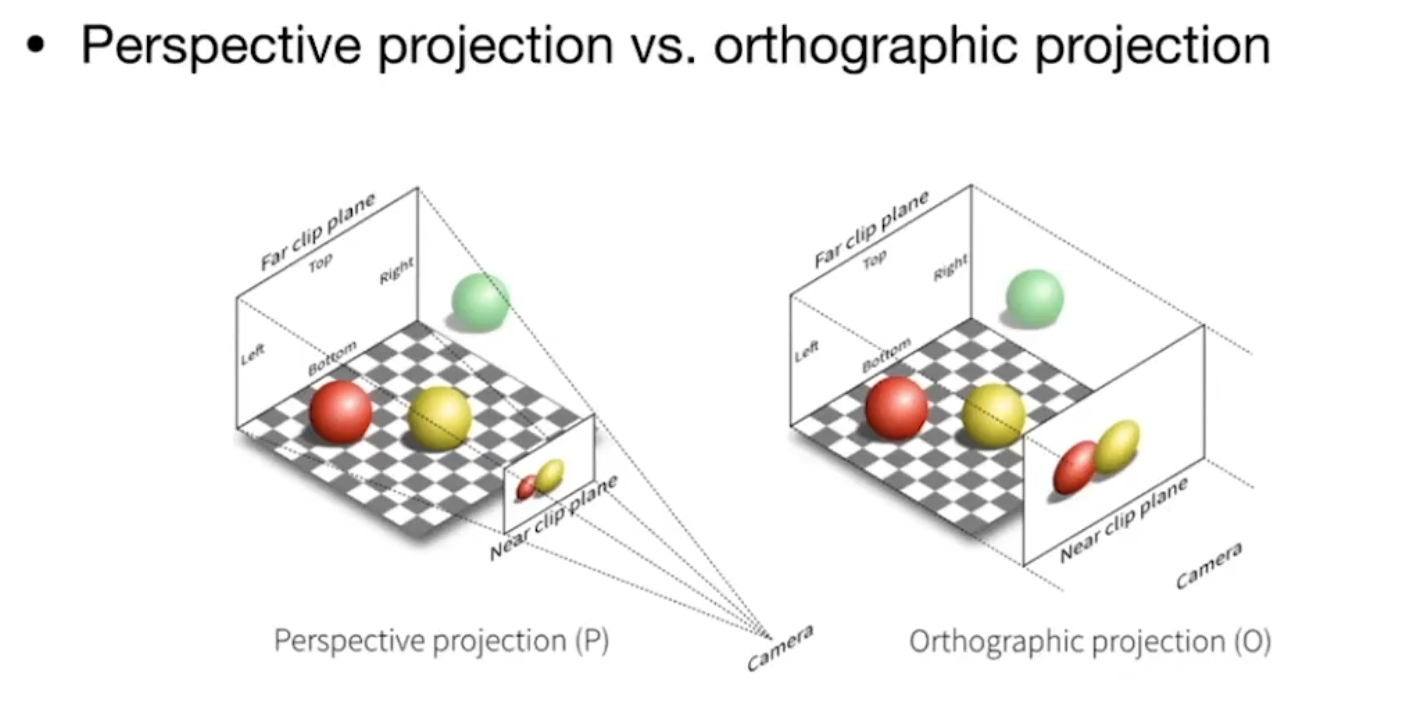 • Perspective projection vs. orthographic projection
Far clip plane
Top
Right
Left
Bottom
Near clip plane
Camera
Perspective projection (P)
Far clip plane
Top
Right
Left
Bottom
Near clip plane
Camera
Orthographic projection (O)